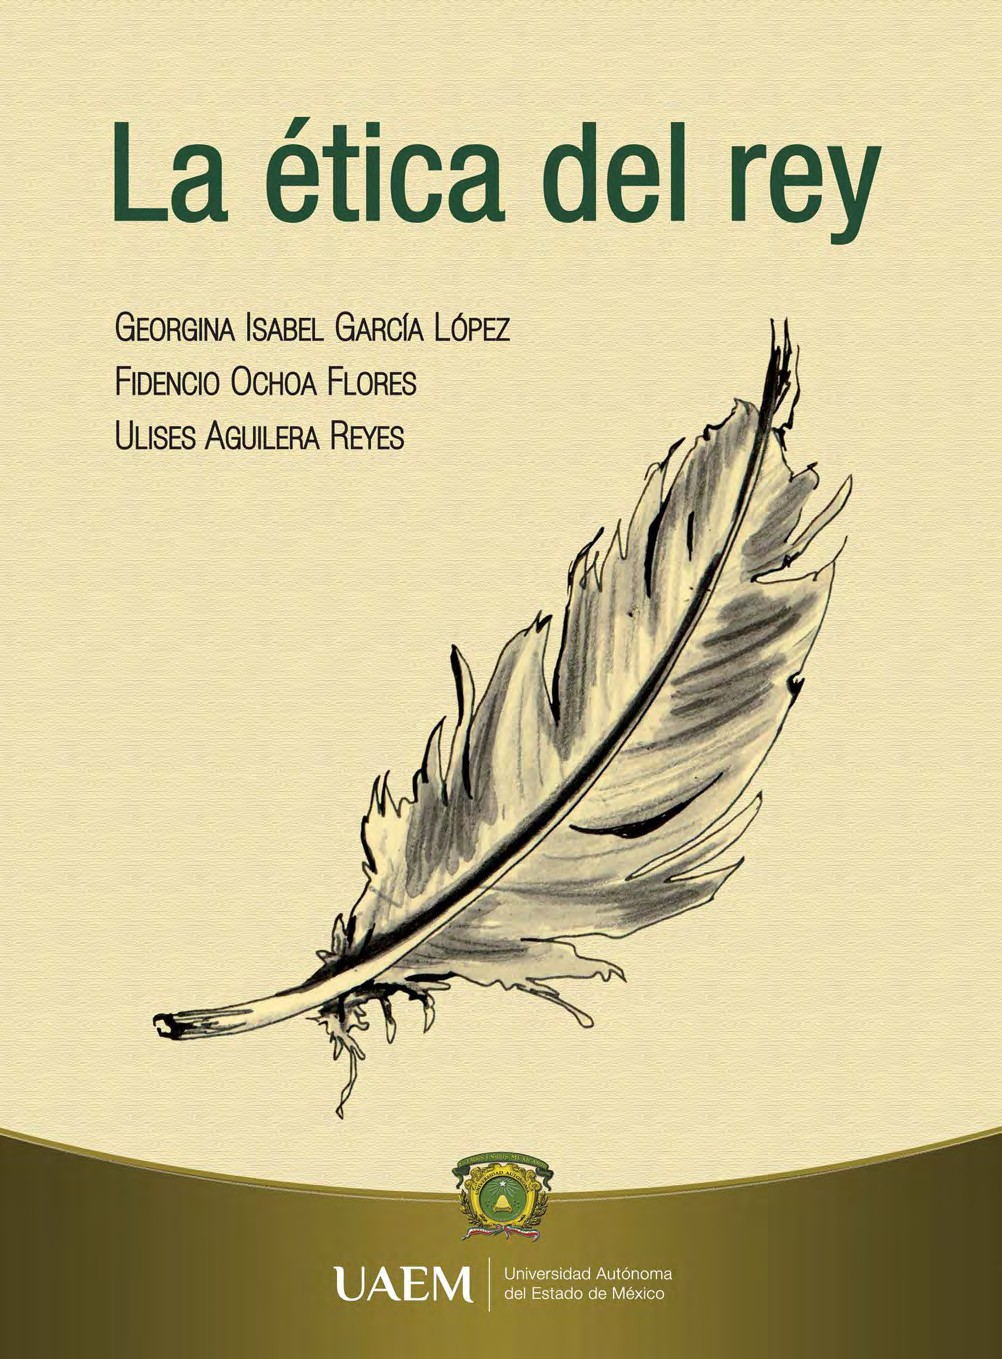 La ética del rey
GEORGINA ISABEL GARCÍA LÓPEZ
FIDENCIO OCHOA FLORES
ULISES AGUILERA REYES
UAEM
Universidad Autónoma
del Estado de México